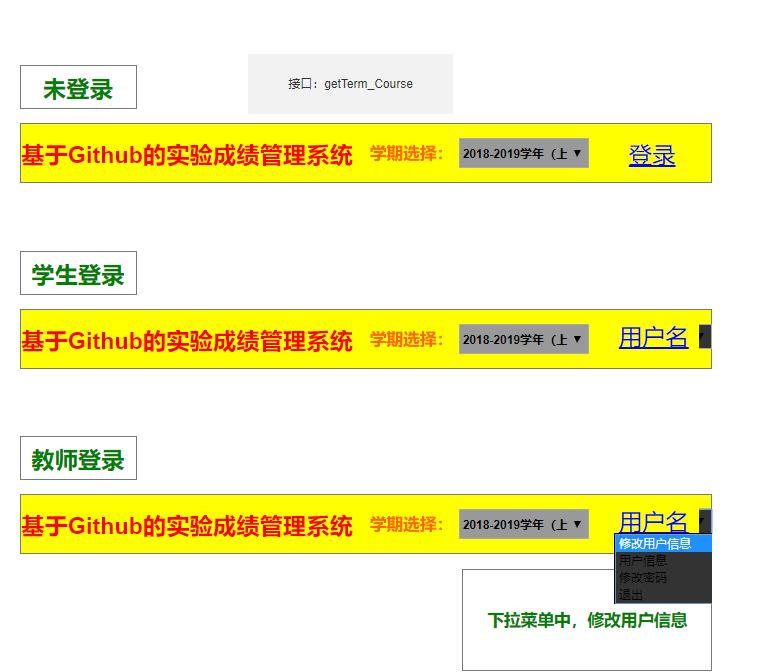 接口：getTerm_Course
未登录
基于Github的实验成绩管理系统 学期选择： 2018-2019学年（上 ▼ 登录
学生登录
基于Github的实验成绩管理系统 学期选择： 2018-2019学年（上 ▼ 用户名
教师登录
基于Github的实验成绩管理系统 学期选择： 2018-2019学年（上 ▼ 用户名
修改用户信息
用户信息
修改密码
退出
下拉菜单中，修改用户信息